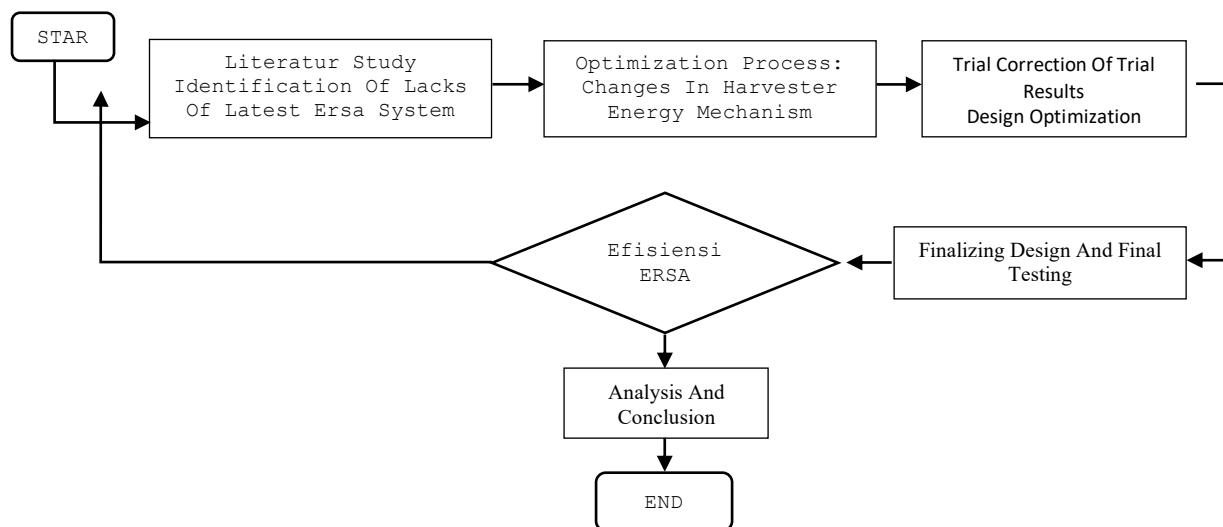 STAR
Literatur Study
Identification Of Lacks
Of Latest Ersa System
Optimization Process:
Changes In Harvester
Energy Mechanism
Trial Correction Of Trial
Results
Design Optimization
Finalizing Design And Final
Testing
Efisiensi
ERSA
Analysis And
Conclusion
END